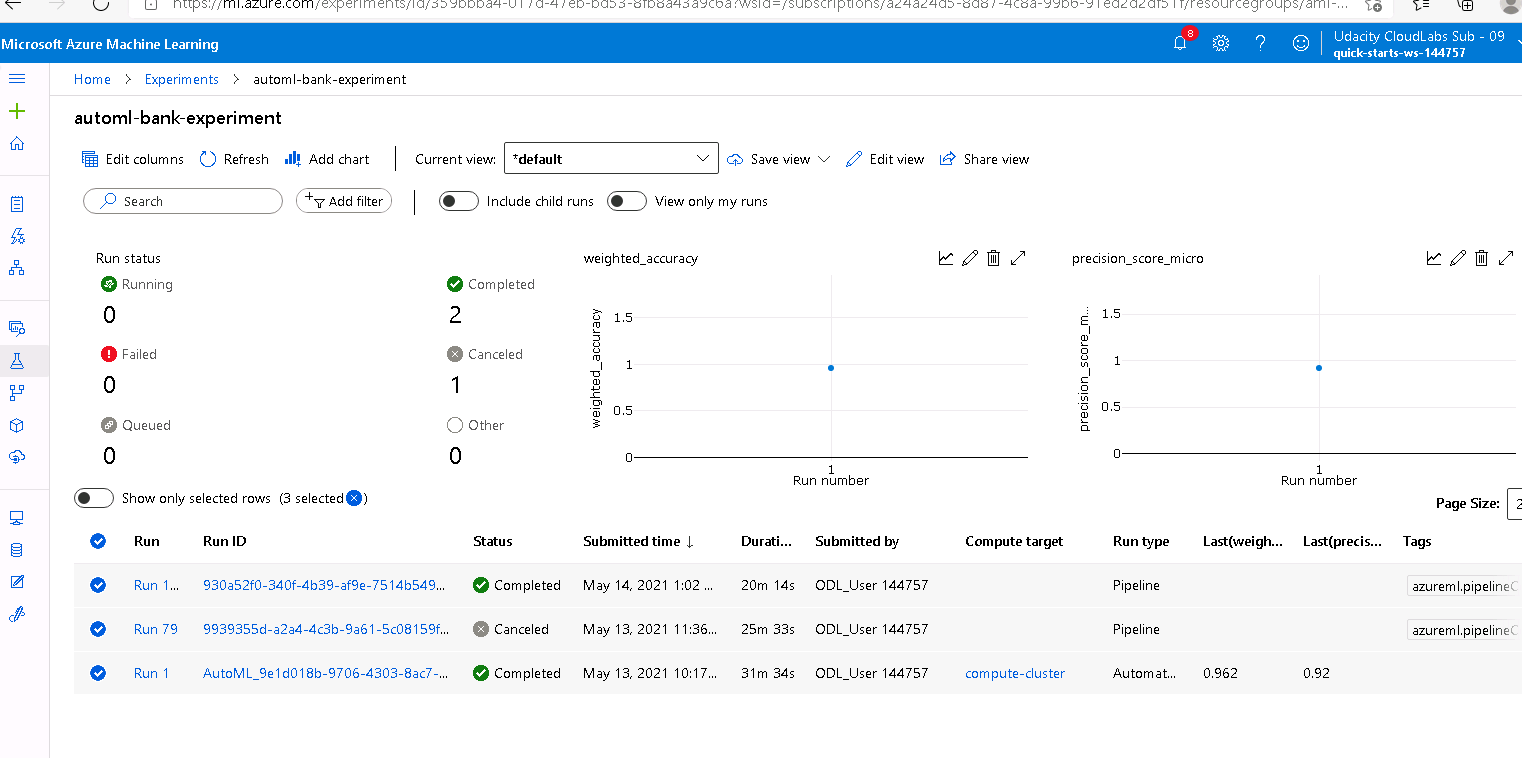 https://ml.azure.com/experiments/id/359bbba4-017d-47eb-bd53-8fb8a43a9c6a?wsid=/subscriptions/a24a24d5-8d87-4c8a-99b6-91ed2d2df51f/resourcegroups/aml-...
Microsoft Azure Machine Learning
8
Udacity CloudLabs Sub - 09
quick-starts-ws-144757
Home > Experiments > automl-bank-experiment
automl-bank-experiment
Edit columns Refresh Add chart Current view: *default Save view Edit view Share view
Search Add filter Include child runs View only my runs
Run status
Running Completed
0 2
Failed Canceled
0 1
Queued Other
0 0
weighted_accuracy
weighted_accuracy
1.5
1
0.5
0
1
Run number
precision_score_micro
precision_score_m...
1.5
1
0.5
0
1
Run number
Show only selected rows (3 selected )
Page Size: 2
Run Run ID Status Submitted time ↓ Durati... Submitted by Compute target Run type Last(weigh... Last(precis... Tags
Run 1... 930a52f0-340f-4b39-af9e-7514b549... Completed May 14, 2021 1:02 ... 20m 14s ODL_User 144757 Pipeline azureml.pipelineC
Run 79 9939355d-a2a4-4c3b-9a61-5c08159f... Canceled May 13, 2021 11:36... 25m 33s ODL_User 144757 Pipeline azureml.pipelineC
Run 1 AutoML_9e1d018b-9706-4303-8ac7-... Completed May 13, 2021 10:17... 31m 34s ODL_User 144757 compute-cluster Automat... 0.962 0.92